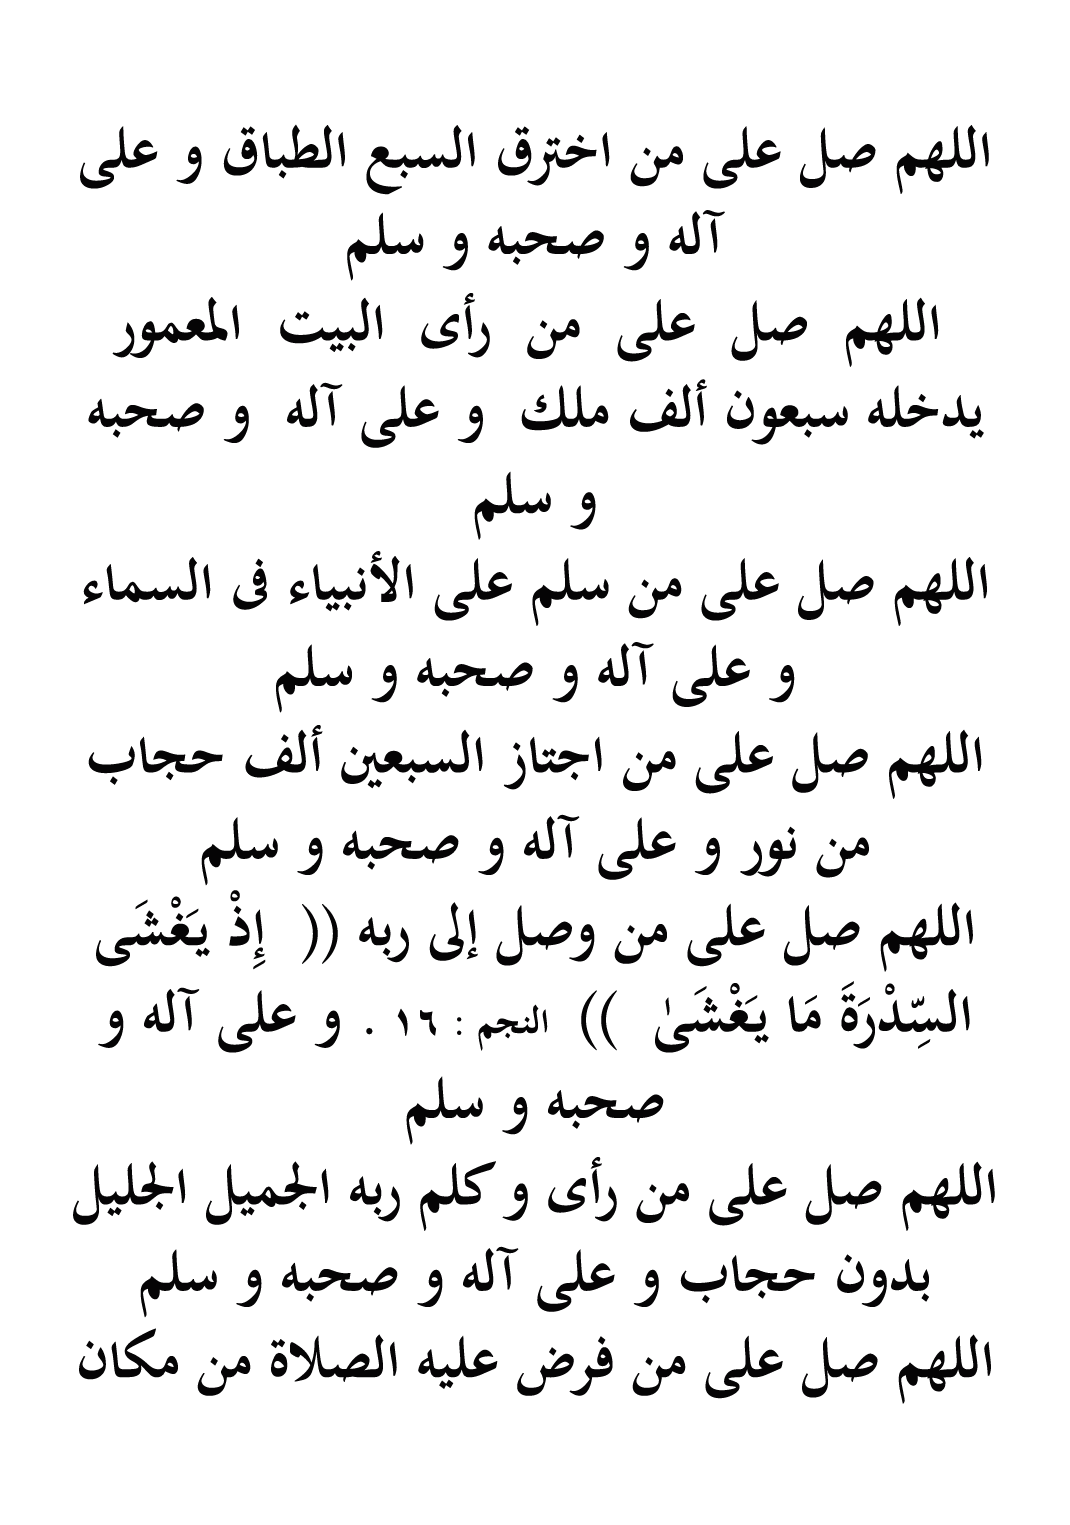 اللهم صل على من اخترق السبع الطباق و على
آله و صحبه و سلم
اللهم صل على من رأى البيت المعمور
يدخله سبعون ألف ملك و على آله و صحبه
و سلم
اللهم صل على من سلم على الأنبياء فى السماء
و على آله و صحبه و سلم
اللهم صل على من اجتاز السبعين ألف حجاب
من نور و على آله و صحبه و سلم
اللهم صل على من وصل إلى ربه (( إِذْ يَغْشَى
السِّدْرَةَ مَا يَغْشَىٰ )) النجم : ١٦ . و على آله و
صحبه و سلم
اللهم صل على من رأى و كلم ربه الجميل الجليل
بدون حجاب و على آله و صحبه و سلم
اللهم صل على من فرض عليه الصلاة من مكان